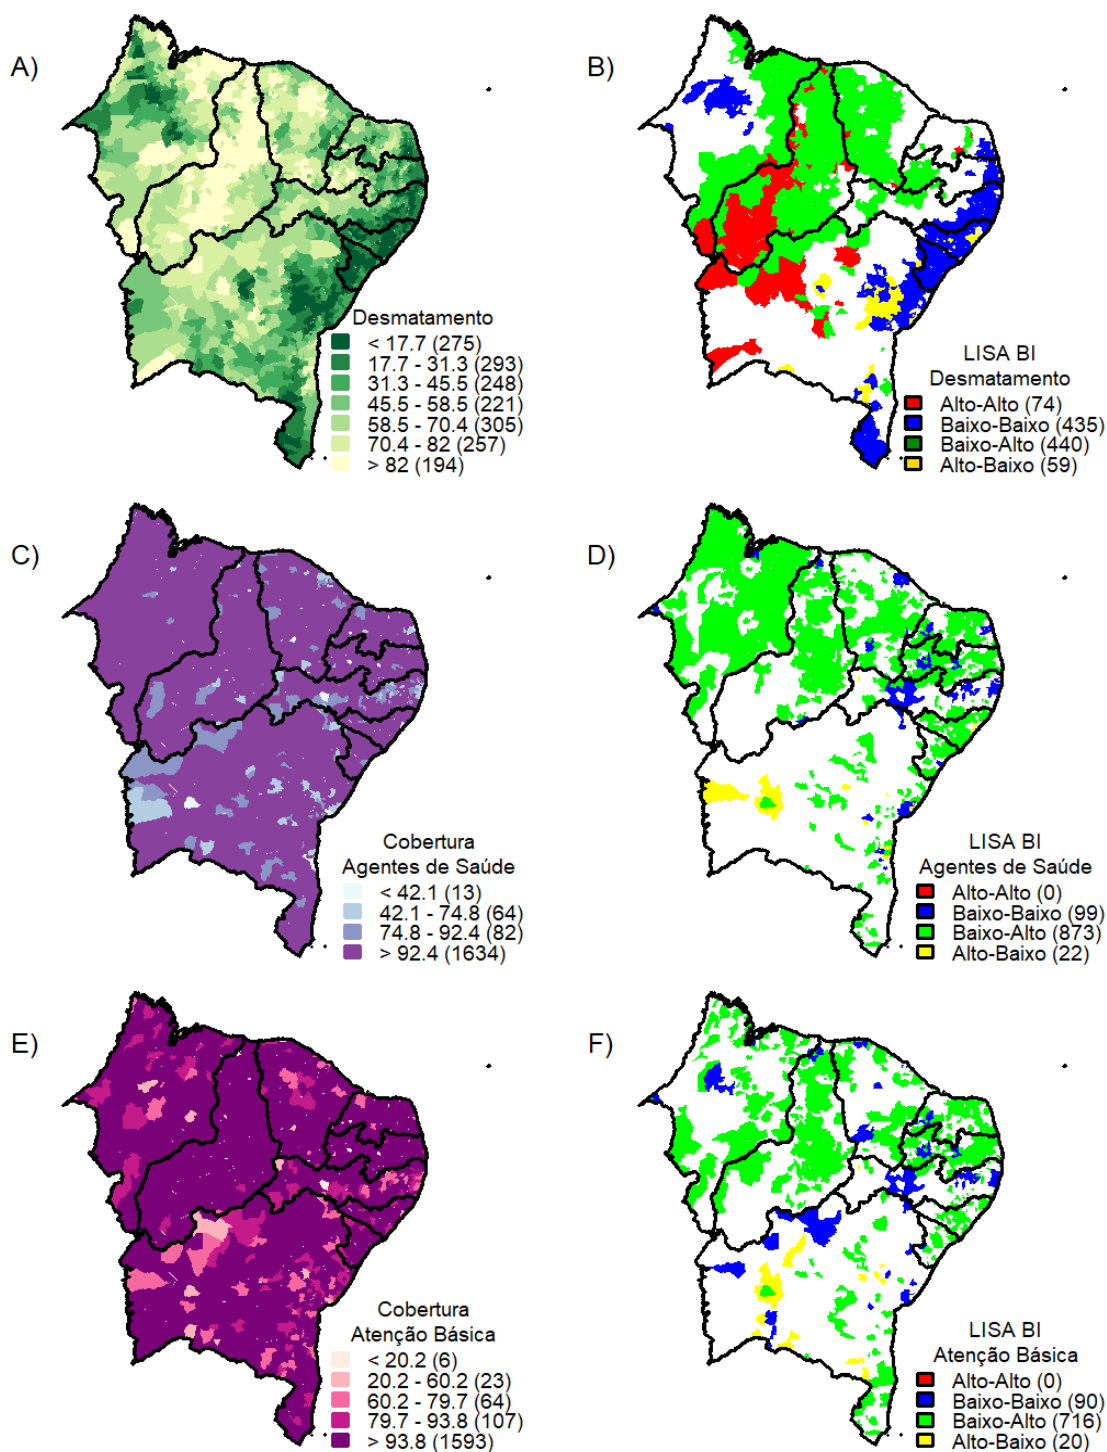 A)
Desmatamento
< 17.7 (275)
17.7 - 31.3 (293)
31.3 - 45.5 (248)
45.5 - 58.5 (221)
58.5 - 70.4 (305)
70.4 - 82 (257)
> 82 (194)
B)
LISA BI
Desmatamento
Alto-Alto (74)
Baixo-Baixo (435)
Baixo-Alto (440)
Alto-Baixo (59)
C)
Cobertura
Agentes de Saúde
< 42.1 (13)
42.1 - 74.8 (64)
74.8 - 92.4 (82)
> 92.4 (1634)
D)
LISA BI
Agentes de Saúde
Alto-Alto (0)
Baixo-Baixo (99)
Baixo-Alto (873)
Alto-Baixo (22)
E)
Cobertura
Atenção Básica
< 20.2 (6)
20.2 - 60.2 (23)
60.2 - 79.7 (64)
79.7 - 93.8 (107)
> 93.8 (1593)
F)
LISA BI
Atenção Básica
Alto-Alto (0)
Baixo-Baixo (90)
Baixo-Alto (716)
Alto-Baixo (20)